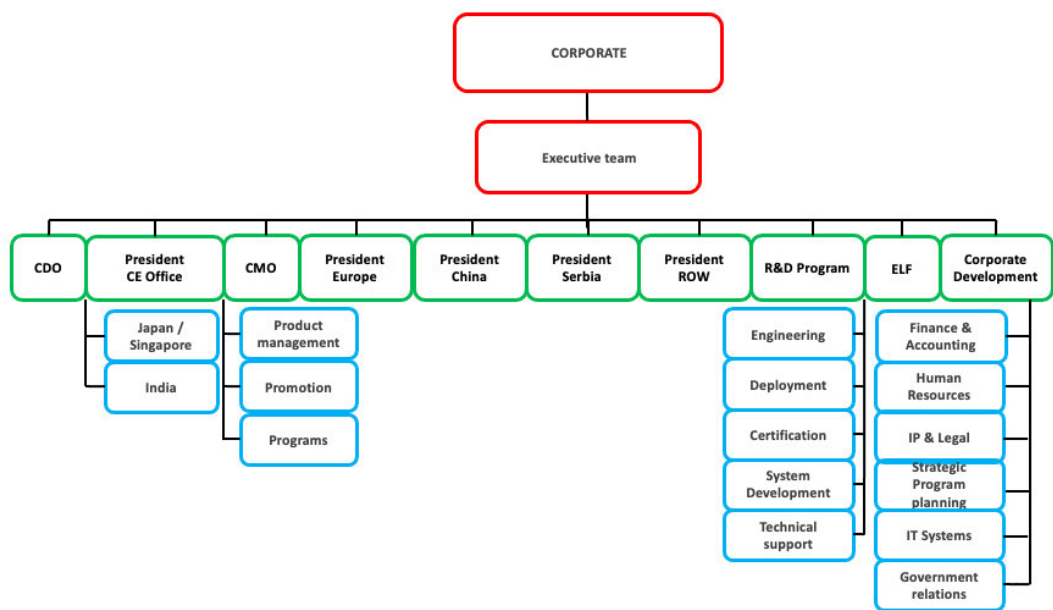 CORPORATE
Executive team
CDO
President
CE Office
CMO
President
Europe
President
China
President
Serbia
President
ROW
R&D Program
ELF
Corporate
Development
Japan /
Singapore
India
Product
management
Promotion
Programs
Engineering
Deployment
Certification
System
Development
Technical
support
Finance &
Accounting
Human
Resources
IP & Legal
Strategic
Program
planning
IT Systems
Government
relations